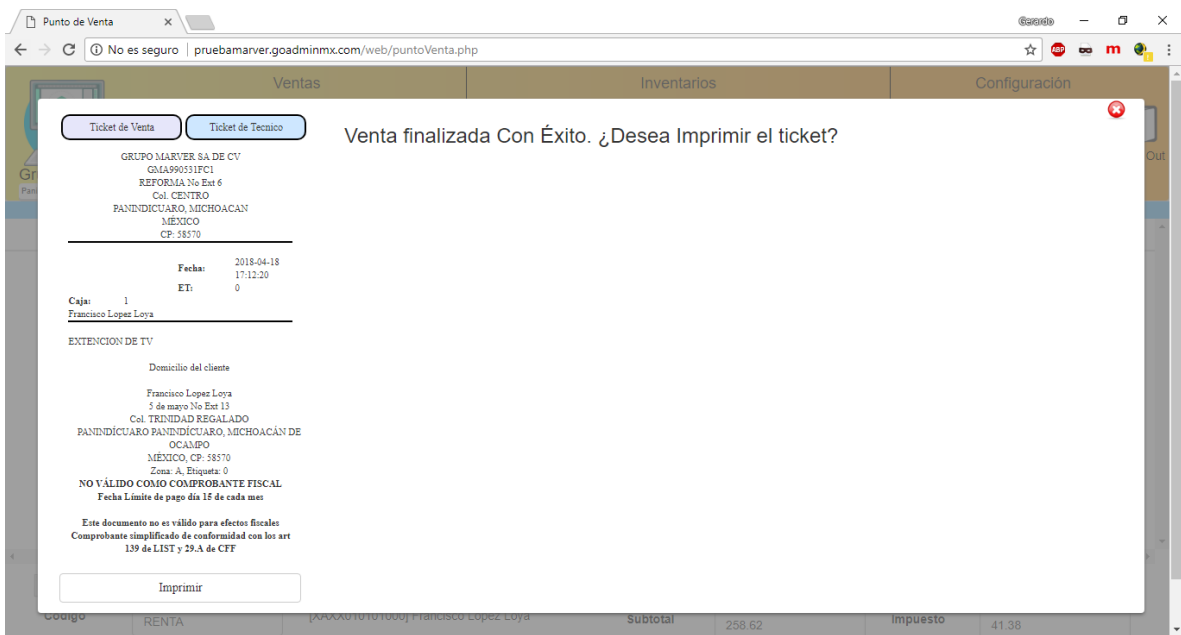 Punto de Venta
Gerardo
No es seguro | pruebamarver.goadminmx.com/web/puntoVenta.php
ABP
m
Ventas
Inventarios
Configuración
Out
Ticket de Venta
Ticket de Tecnico
Venta finalizada Con Éxito. ¿Desea Imprimir el ticket?
GRUPO MARVER SA DE CV
GMA990531FC1
REFORMA No Ext 6
Col. CENTRO
PANINDICUARO, MICHOACAN
MÉXICO
CP: 58570
Fecha: 2018-04-18
17:12:20
ET: 0
Caja: 1
Francisco Lopez Loya
EXTENCION DE TV
Domicilio del cliente
Francisco Lopez Loya
5 de mayo No Ext 13
Col. TRINIDAD REGALADO
PANINDÍCUARO PANINDÍCUARO, MICHOACÁN DE
OCAMPO
MÉXICO, CP: 58570
Zona: A, Etiqueta: 0
NO VÁLIDO COMO COMPROBANTE FISCAL
Fecha Límite de pago día 15 de cada mes
Este documento no es válido para efectos fiscales
Comprobante simplificado de conformidad con los art
139 de LIST y 29.A de CFF
Imprimir
Código
RENTA
[XAXX010101000] Francisco Lopez Loya
Subtotal
258.62
Impuesto
41.38